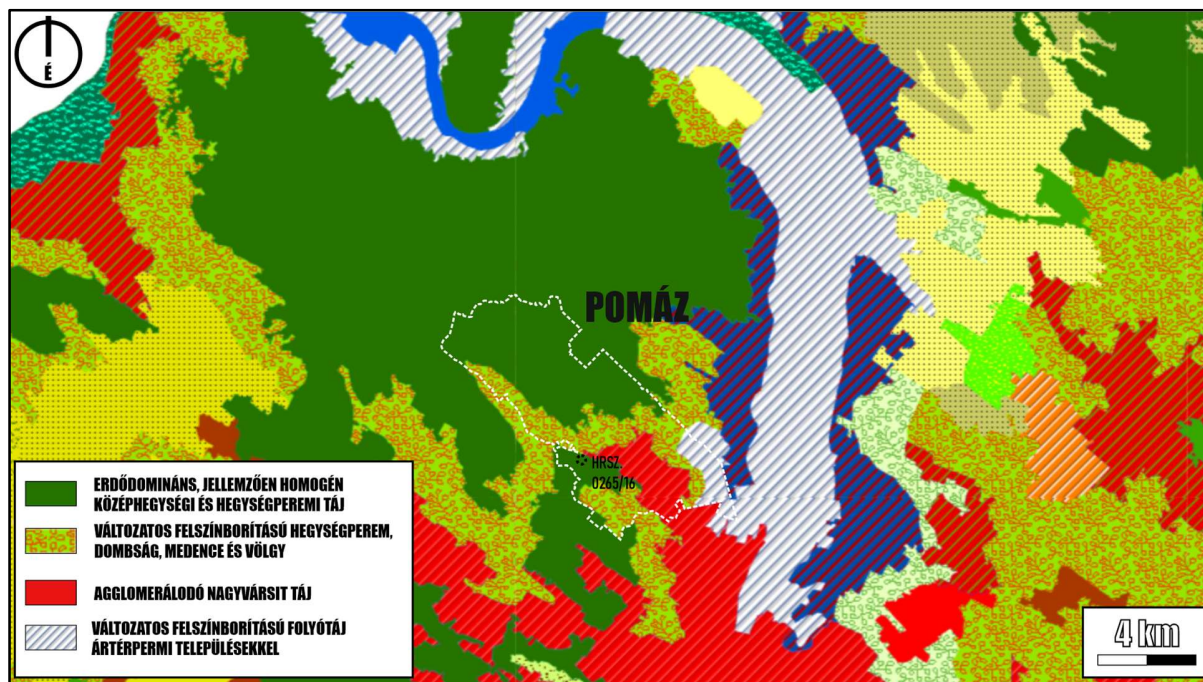 É
POMÁZ
HRSZ.
0265/16
ERDŐDOMINÁNS, JELLEMZŐEN HOMOGÉN
KÖZÉPHEGYSÉGI ÉS HEGYSÉGPEREMI TÁJ
VÁLTOZATOS FELSZÍNBORÍTÁSÚ HEGYSÉGPEREM,
DOMBSÁG, MEDENCE ÉS VÖLGY
AGGLOMERÁLODÓ NAGYVÁRSIT TÁJ
VÁLTOZATOS FELSZÍNBORÍTÁSÚ FOLYÓTÁJ
ÁRTÉRPERMI TELEPÜLÉSEKKEL
4 km